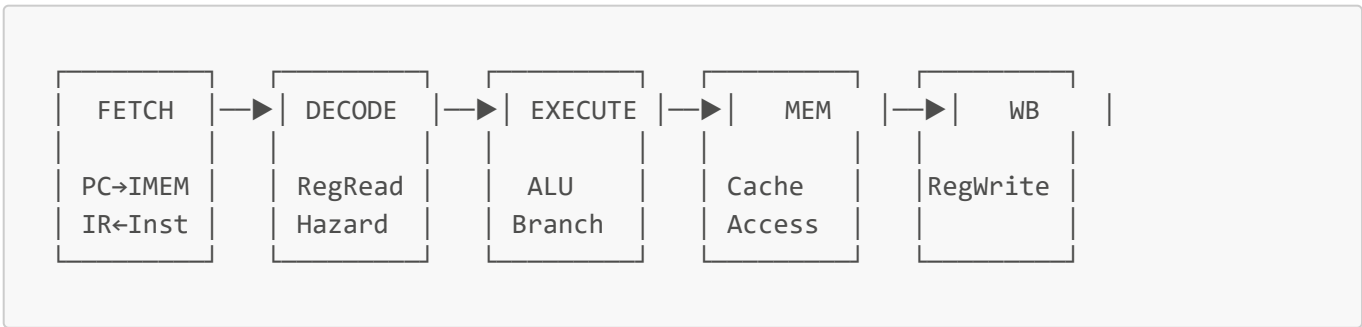 FETCH DECODE EXECUTE MEM WB
PC→IMEM RegRead ALU Cache RegWrite
IR←Inst Hazard Branch Access